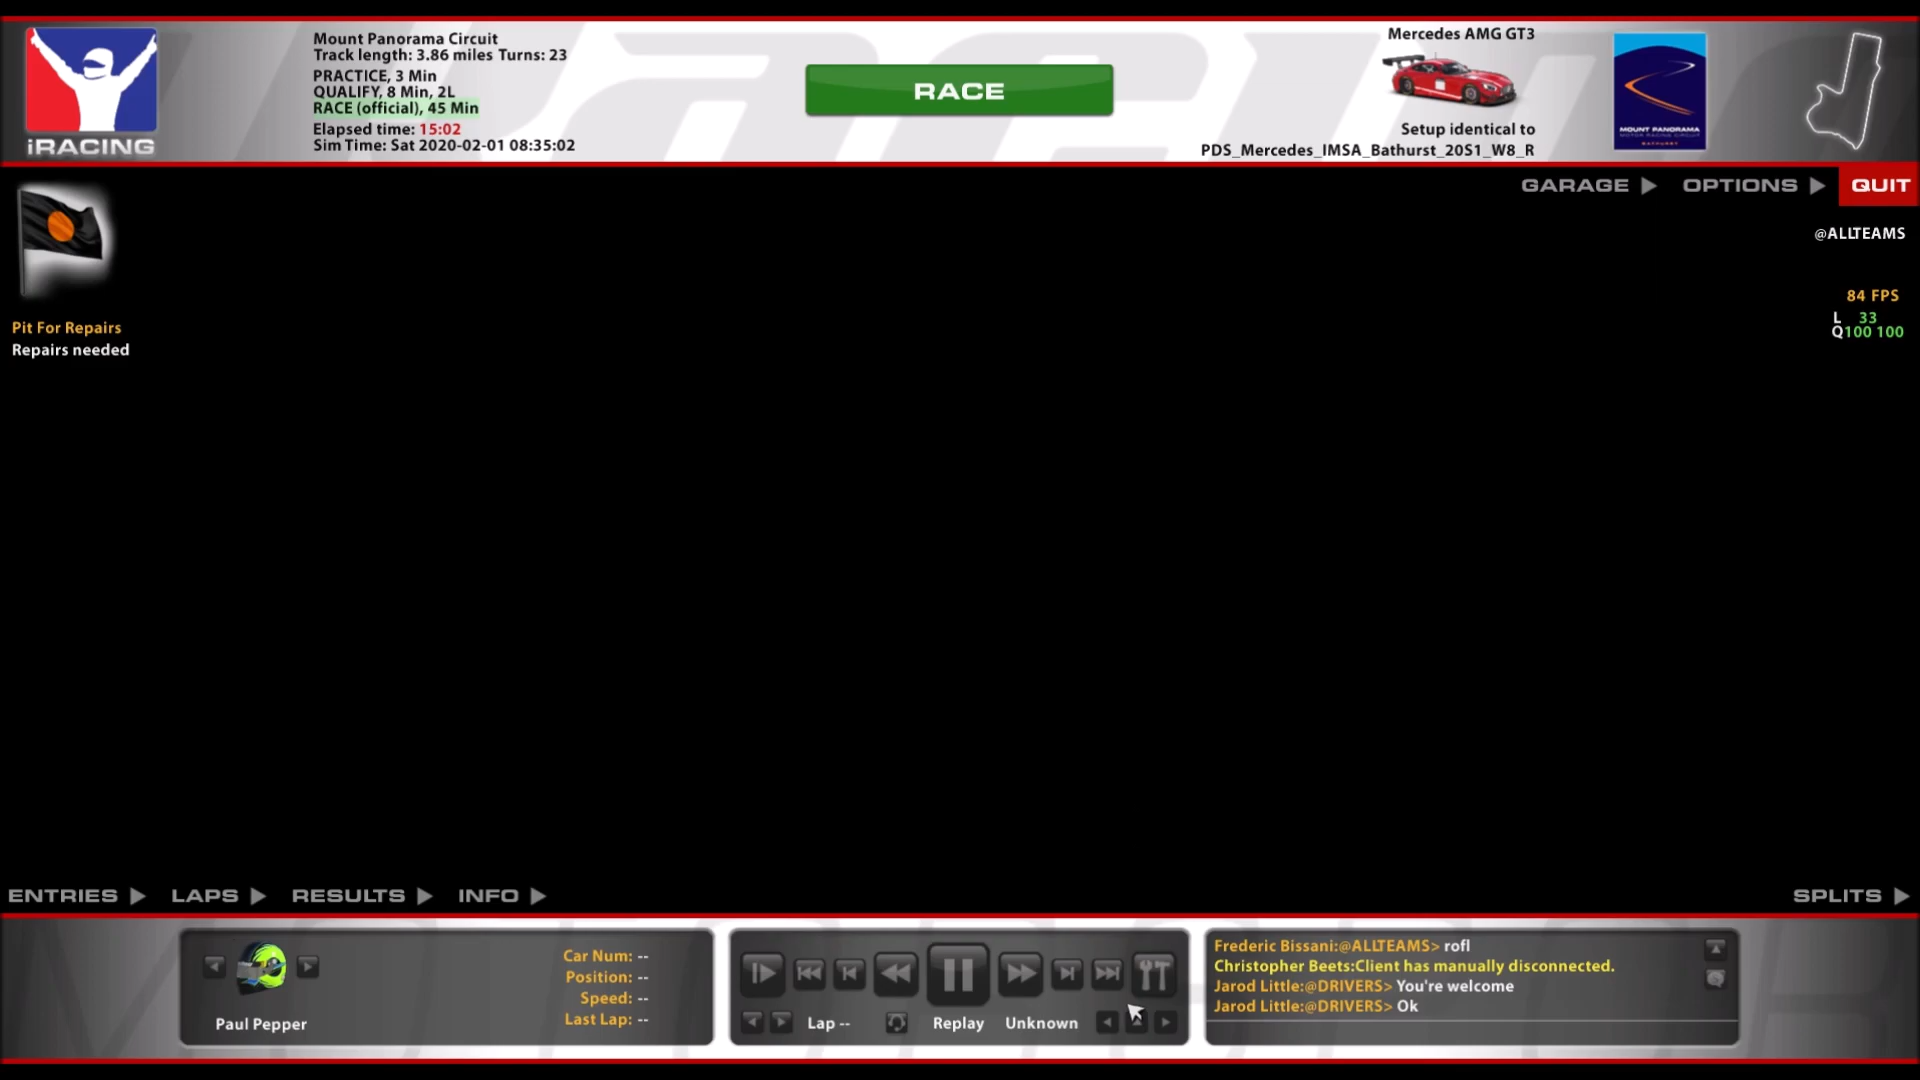 iRACING
Mount Panorama Circuit
Track length: 3.86 miles Turns: 23
PRACTICE, 3 Min
QUALIFY, 8 Min, 2L
RACE (official), 45 Min
Elapsed time: 15:02
Sim Time: Sat 2020-02-01 08:35:02
RACE
Mercedes AMG GT3
Setup identical to
PDS_Mercedes_IMSA_Bathurst_20S1_W8_R
MOUNT PANORAMA
GARAGE
OPTIONS
QUIT
@ALLTEAMS
84 FPS
L 33
Q100 100
Pit For Repairs
Repairs needed
ENTRIES
LAPS
RESULTS
INFO
SPLITS
Paul Pepper
Car Num: --
Position: --
Speed: --
Last Lap: --
Lap --
Replay
Unknown
Frederic Bissani:@ALLTEAMS> rofl
Christopher Beets:Client has manually disconnected.
Jarod Little:@DRIVERS> You're welcome
Jarod Little:@DRIVERS> Ok